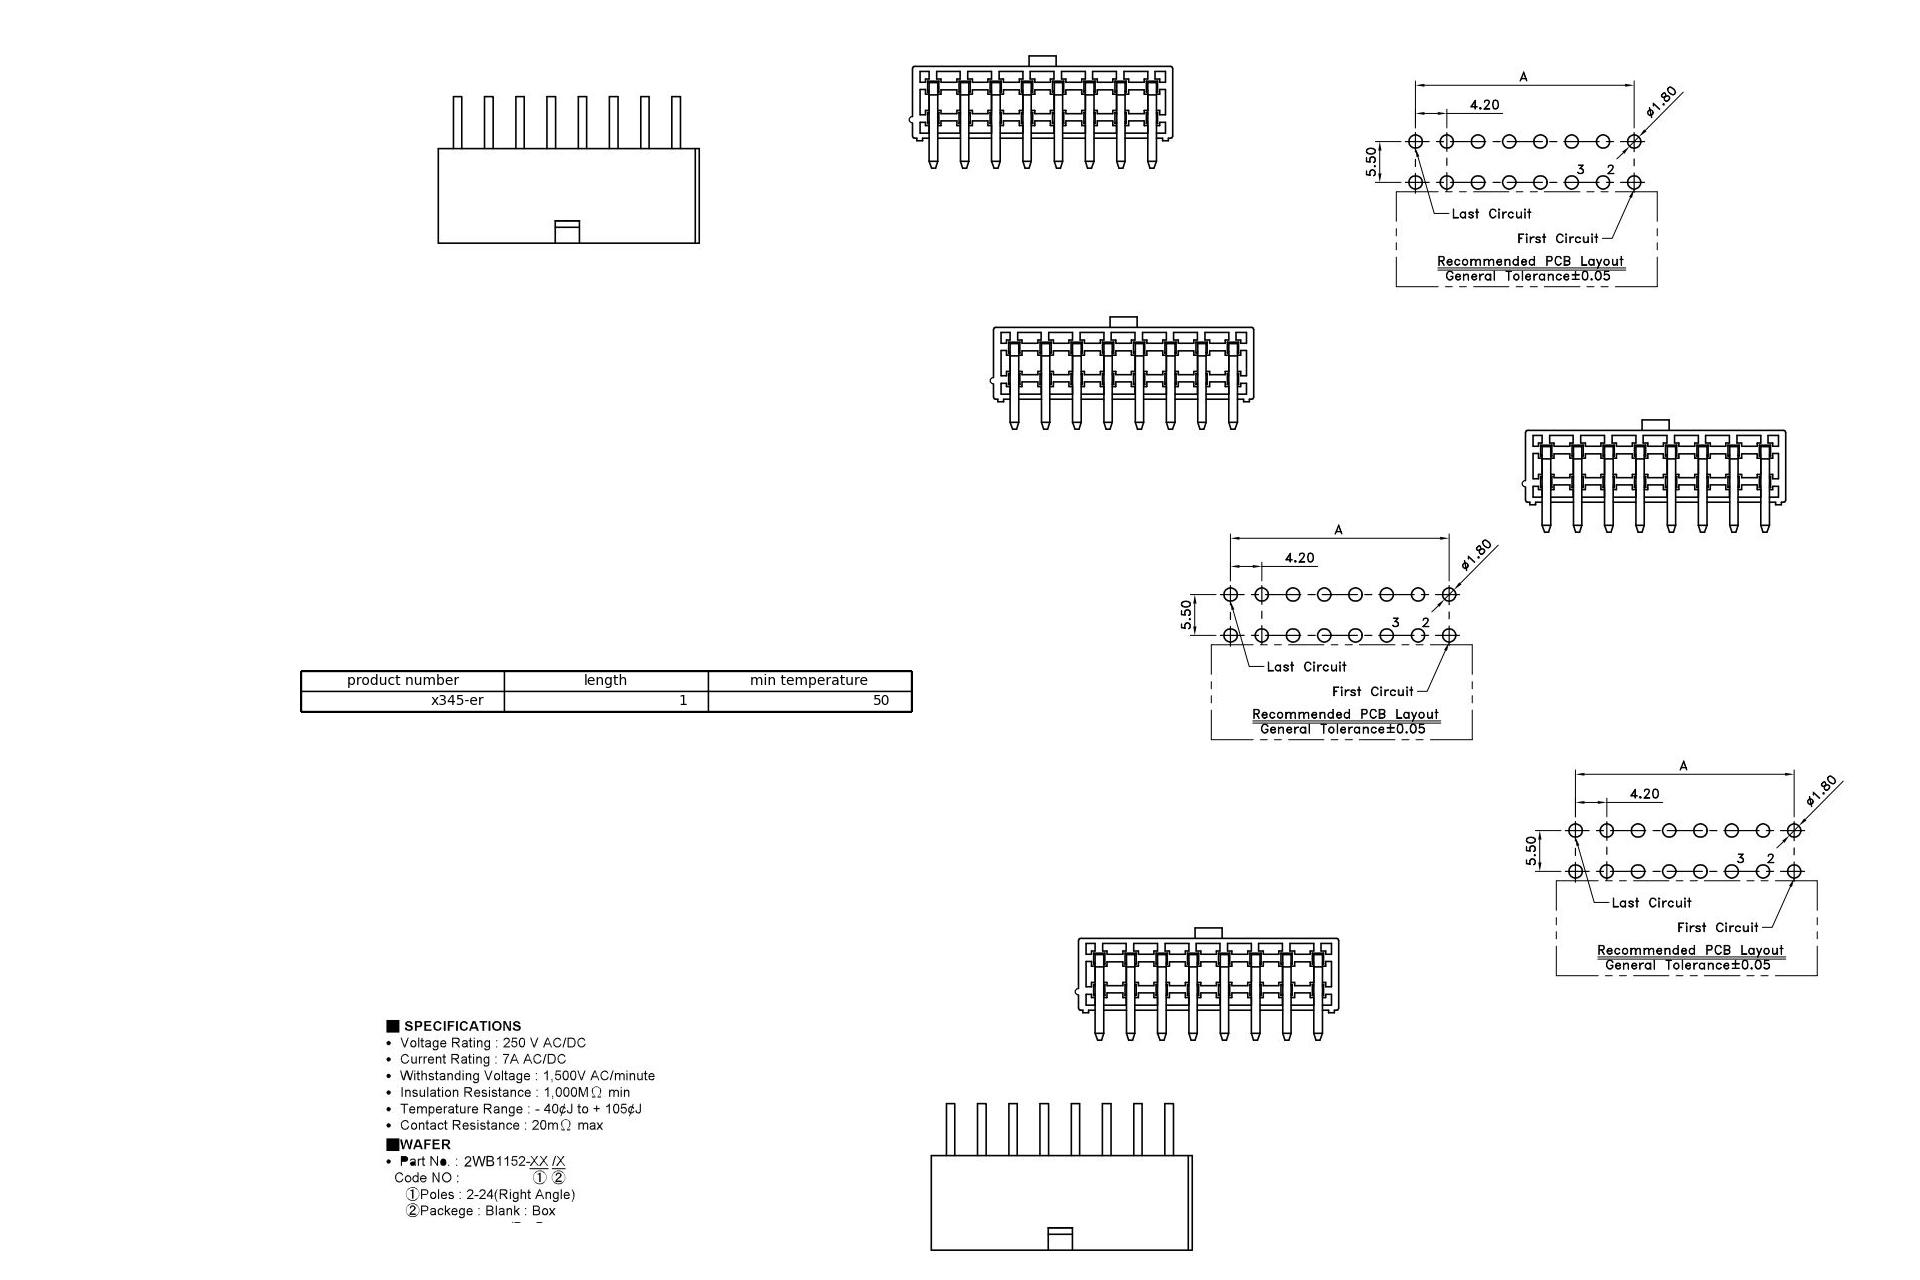 A
4.20
ø1.80
5.50
3 2
Last Circuit
First Circuit
Recommended PCB Layout
General Tolerance±0.05
A
4.20
ø1.80
5.50
3 2
Last Circuit
First Circuit
Recommended PCB Layout
General Tolerance±0.05
product number length min temperature
x345-er 1 50
A
4.20
ø1.80
5.50
3 2
Last Circuit
First Circuit
Recommended PCB Layout
General Tolerance±0.05
■ SPECIFICATIONS
• Voltage Rating : 250 V AC/DC
• Current Rating : 7A AC/DC
• Withstanding Voltage : 1,500V AC/minute
• Insulation Resistance : 1,000MΩ min
• Temperature Range : - 40¢J to + 105¢J
• Contact Resistance : 20mΩ max
■WAFER
• Part No. : 2WB1152-XX /X
Code NO : ① ②
①Poles : 2-24(Right Angle)
②Packege : Blank : Box